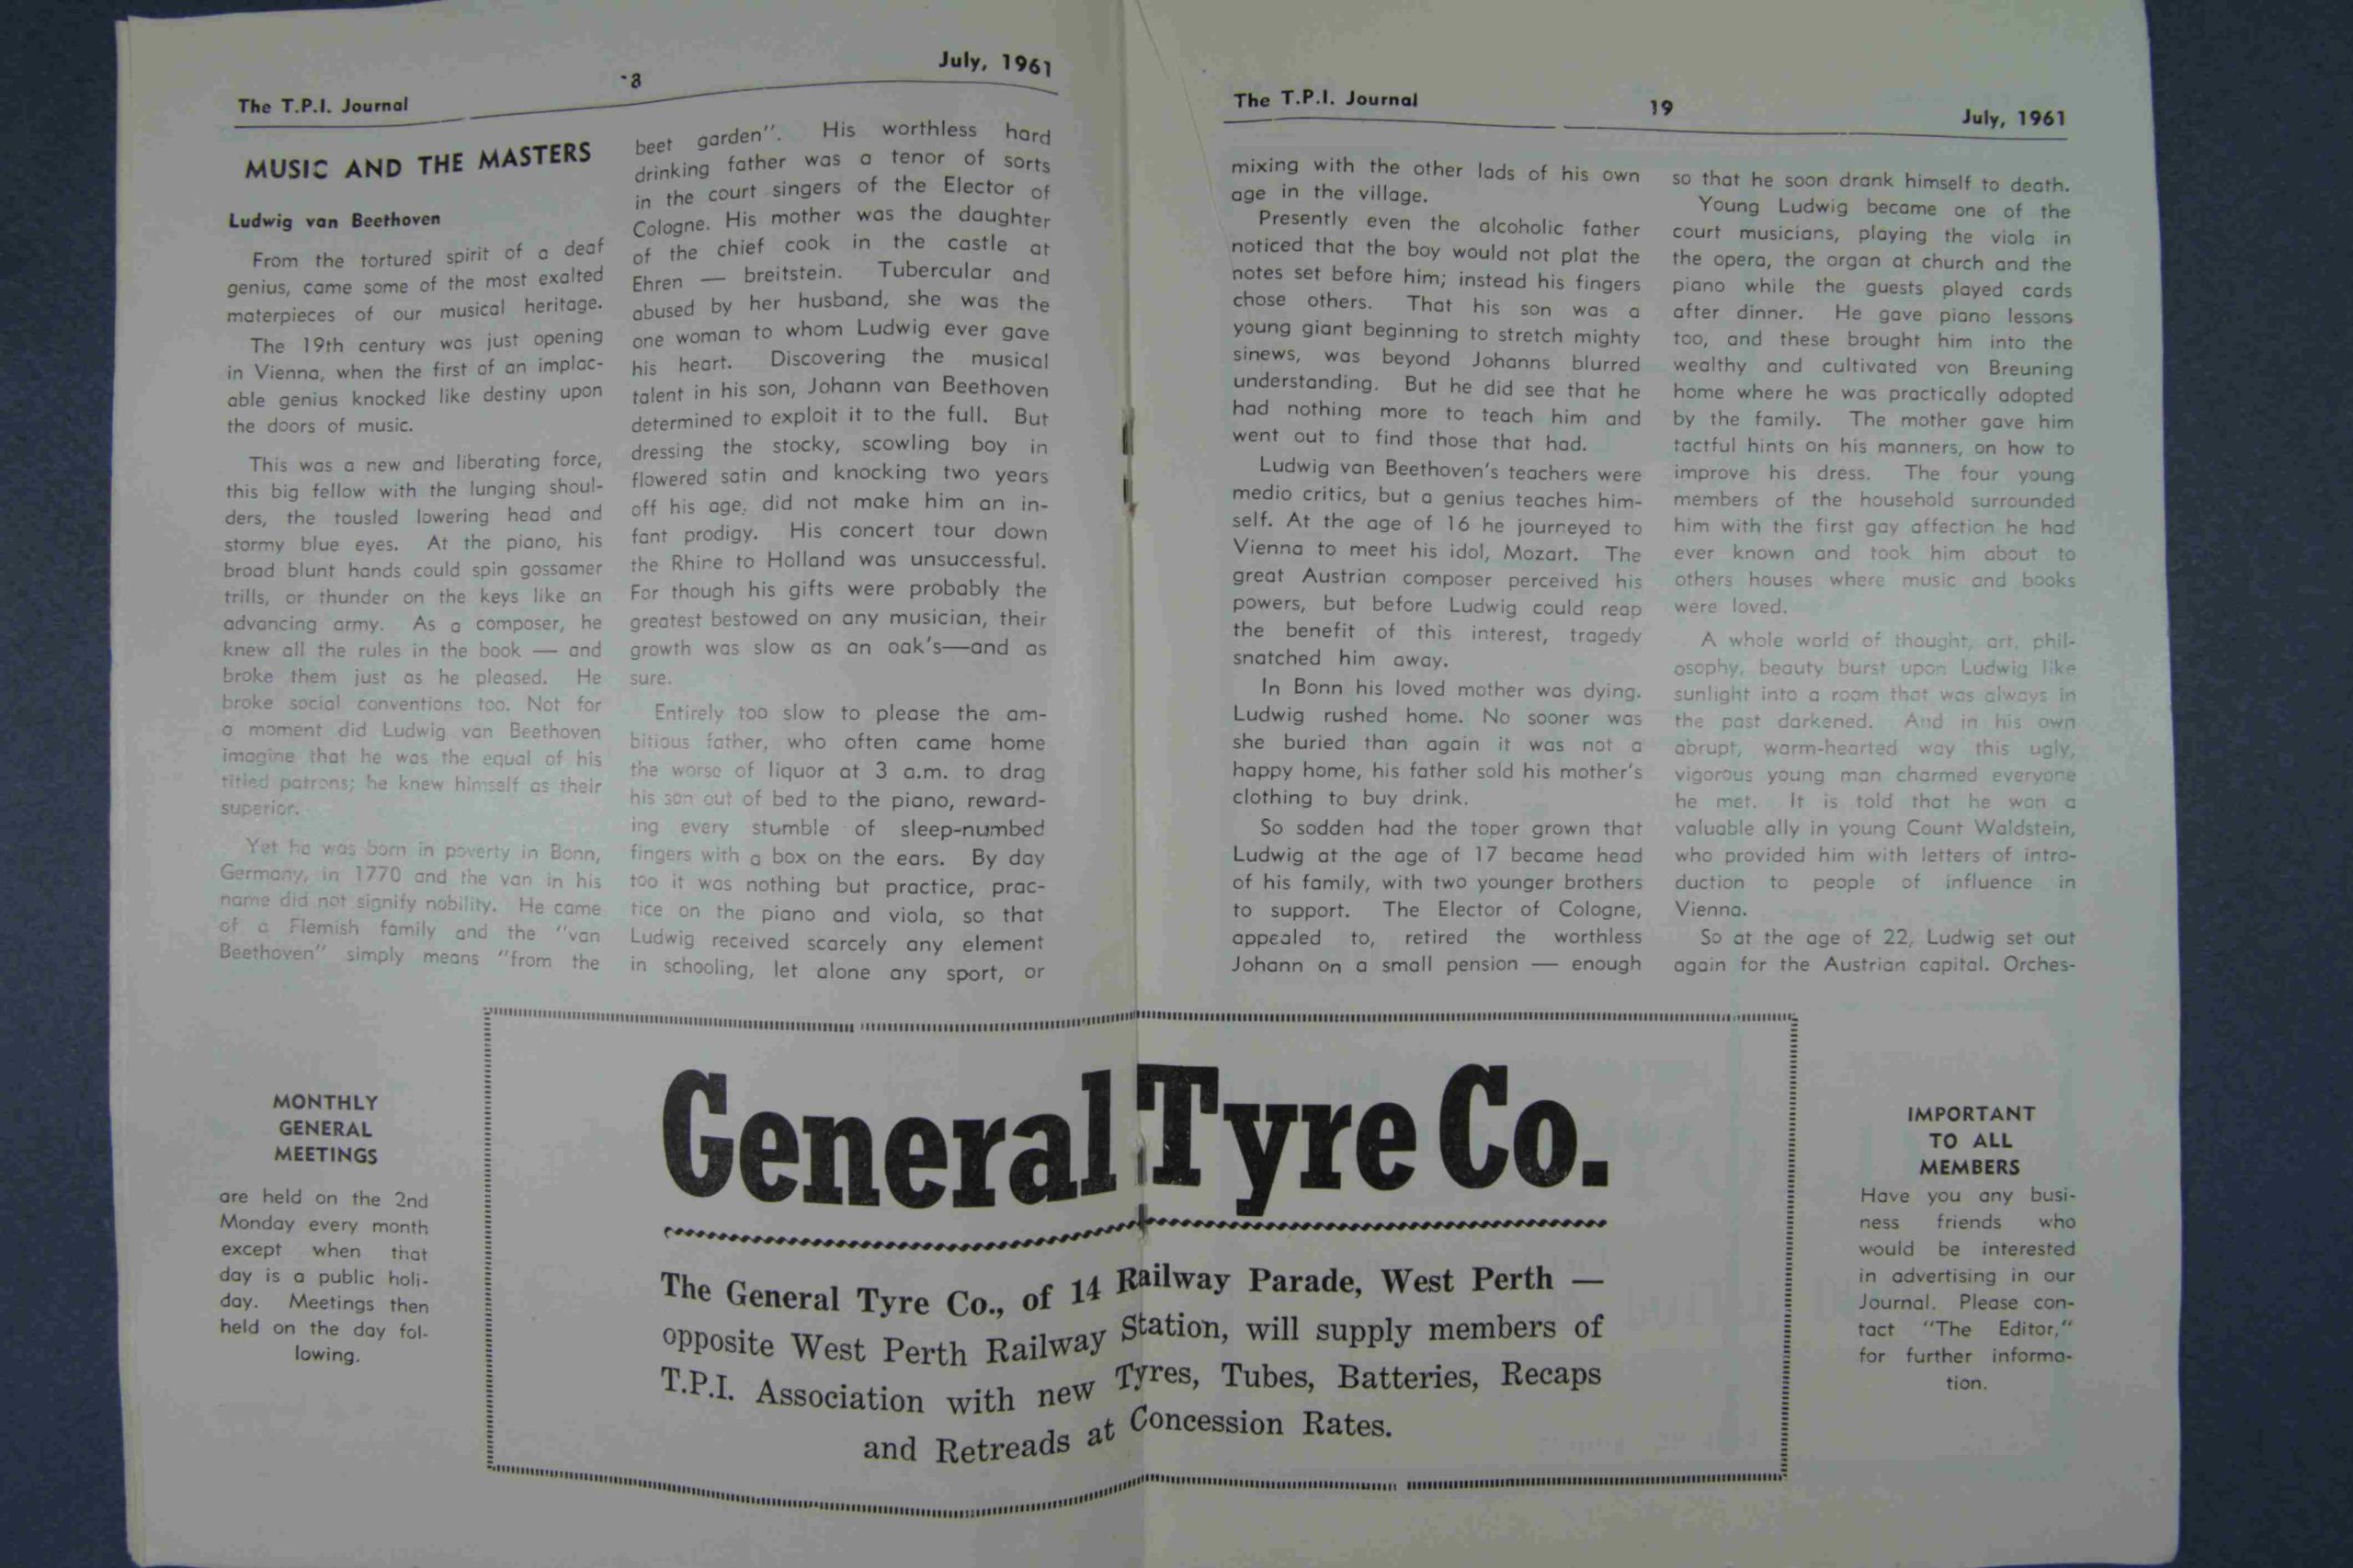 The T.P.I. Journal
8
July, 1961
MUSIC AND THE MASTERS
Ludwig van Beethoven
From the tortured spirit of a deaf
genius, came some of the most exalted
materpieces of our musical heritage.
The 19th century was just opening
in Vienna, when the first of an implac-
able genius knocked like destiny upon
the doors of music.
This was a new and liberating force,
this big fellow with the lunging shoul-
ders, the tousled lowering head and
stormy blue eyes. At the piano, his
broad blunt hands could spin gossamer
trills, or thunder on the keys like an
advancing army. As a composer, he
knew all the rules in the book — and
broke them just as he pleased. He
broke social conventions too. Not for
a moment did Ludwig van Beethoven
imagine that he was the equal of his
titled patrons; he knew himself as their
superior.
Yet he was born in poverty in Bonn,
Germany, in 1770 and the van in his
name did not signify nobility. He came
of a Flemish family and the "van
Beethoven" simply means "from the
beet garden". His worthless hard
drinking father was a tenor of sorts
in the court singers of the Elector of
Cologne. His mother was the daughter
of the chief cook in the castle at
Ehren — breitstein. Tubercular and
abused by her husband, she was the
one woman to whom Ludwig ever gave
his heart. Discovering the musical
talent in his son, Johann van Beethoven
determined to exploit it to the full. But
dressing the stocky, scowling boy in
flowered satin and knocking two years
off his age, did not make him an in-
fant prodigy. His concert tour down
the Rhine to Holland was unsuccessful.
For though his gifts were probably the
greatest bestowed on any musician, their
growth was slow as an oak's—and as
sure.
Entirely too slow to please the am-
bitious father, who often came home
the worse of liquor at 3 a.m. to drag
his son out of bed to the piano, reward-
ing every stumble of sleep-numbed
fingers with a box on the ears. By day
too it was nothing but practice, prac-
tice on the piano and viola, so that
Ludwig received scarcely any element
in schooling, let alone any sport, or
MONTHLY
GENERAL
MEETINGS
are held on the 2nd
Monday every month
except when that
day is a public holi-
day. Meetings then
held on the day fol-
lowing.
The T.P.I. Journal
19
July, 1961
mixing with the other lads of his own
age in the village.
Presently even the alcoholic father
noticed that the boy would not plat the
notes set before him; instead his fingers
chose others. That his son was a
young giant beginning to stretch mighty
sinews, was beyond Johanns blurred
understanding. But he did see that he
had nothing more to teach him and
went out to find those that had.
Ludwig van Beethoven's teachers were
medio critics, but a genius teaches him-
self. At the age of 16 he journeyed to
Vienna to meet his idol, Mozart. The
great Austrian composer perceived his
powers, but before Ludwig could reap
the benefit of this interest, tragedy
snatched him away.
In Bonn his loved mother was dying.
Ludwig rushed home. No sooner was
she buried than again it was not a
happy home, his father sold his mother's
clothing to buy drink.
So sodden had the toper grown that
Ludwig at the age of 17 became head
of his family, with two younger brothers
to support. The Elector of Cologne,
appealed to, retired the worthless
Johann on a small pension — enough
so that he soon drank himself to death.
Young Ludwig became one of the
court musicians, playing the viola in
the opera, the organ at church and the
piano while the guests played cards
after dinner. He gave piano lessons
too, and these brought him into the
wealthy and cultivated von Breuning
home where he was practically adopted
by the family. The mother gave him
tactful hints on his manners, on how to
improve his dress. The four young
members of the household surrounded
him with the first gay affection he had
ever known and took him about to
others houses where music and books
were loved.
A whole world of thought, art, phil-
osophy, beauty burst upon Ludwig like
sunlight into a room that was always in
the past darkened. And in his own
abrupt, warm-hearted way this ugly,
vigorous young man charmed everyone
he met. It is told that he won a
valuable ally in young Count Waldstein,
who provided him with letters of intro-
duction to people of influence in
Vienna.
So at the age of 22, Ludwig set out
again for the Austrian capital. Orches-
General Tyre Co.
The General Tyre Co., of 14 Railway Parade, West Perth —
opposite West Perth Railway Station, will supply members of
T.P.I. Association with new Tyres, Tubes, Batteries, Recaps
and Retreads at Concession Rates.
IMPORTANT
TO ALL
MEMBERS
Have you any busi-
ness friends who
would be interested
in advertising in our
Journal. Please con-
tact "The Editor,"
for further informa-
tion.